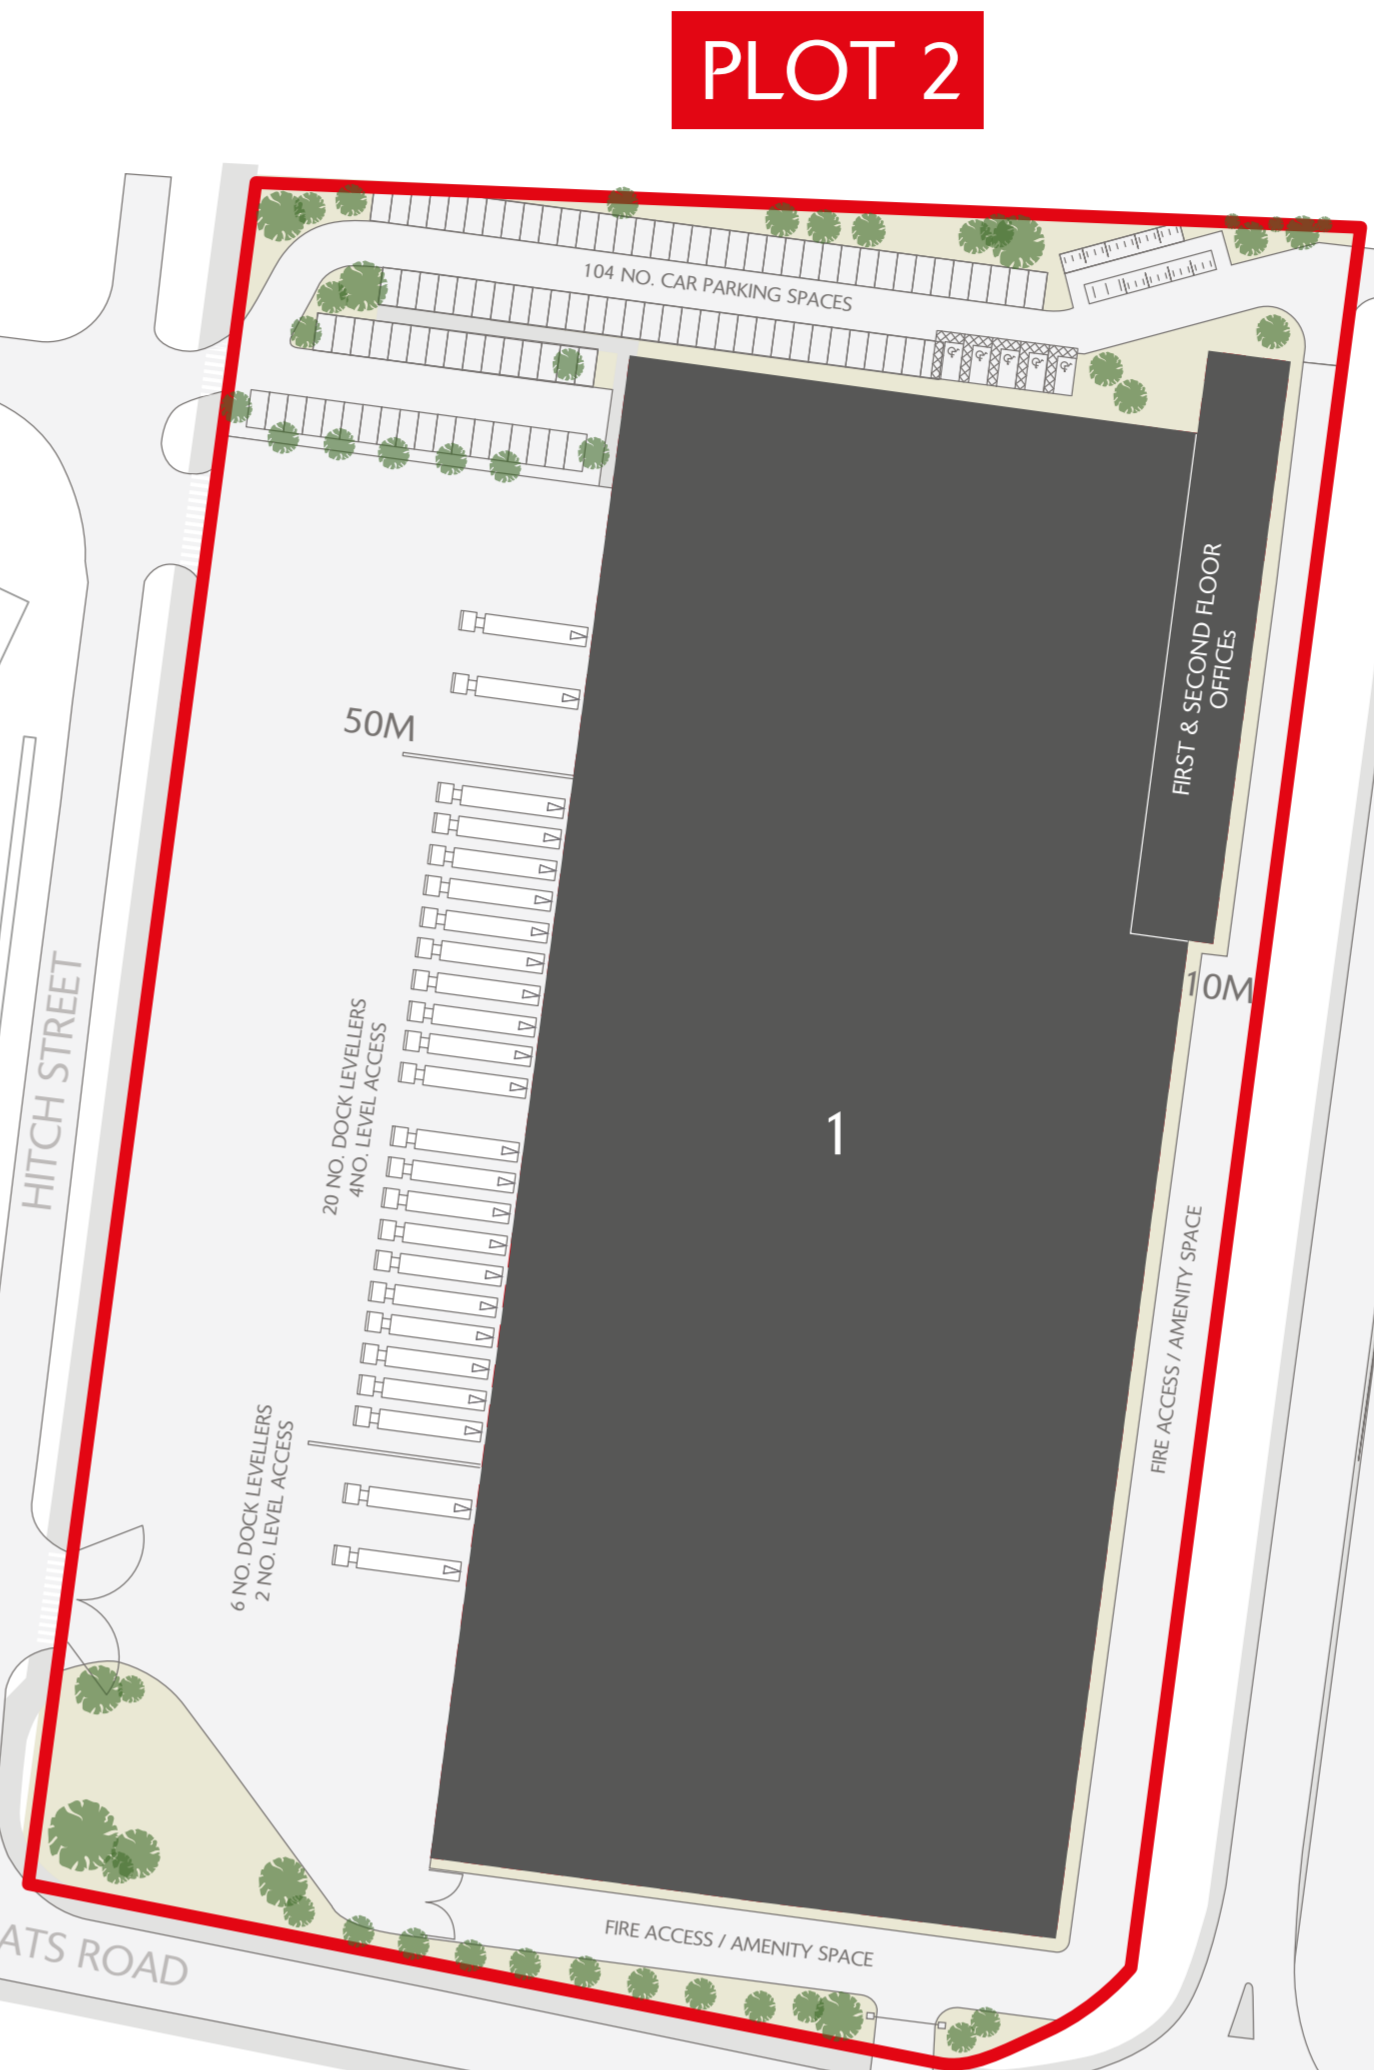 PLOT 2
104 NO. CAR PARKING SPACES
FIRST & SECOND FLOOR
OFFICEs
50M
10M
HITCH STREET
20 NO. DOCK LEVELLERS
4NO. LEVEL ACCESS
1
FIRE ACCESS / AMENITY SPACE
6 NO. DOCK LEVELLERS
2 NO. LEVEL ACCESS
FIRE ACCESS / AMENITY SPACE
ATS ROAD